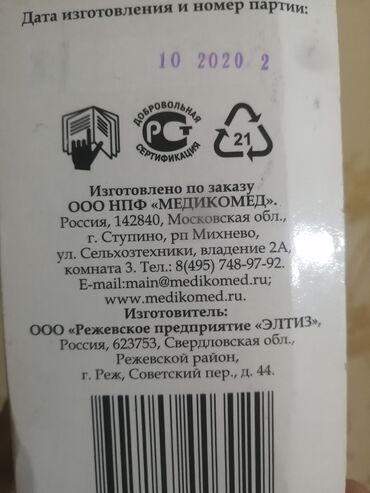 Дата изготовления и номер партии:
10 2020 2
ДОБРОВОЛЬНАЯ
РСТ
СЕРТИФИКАЦИЯ
21
Изготовлено по заказу
ООО НПФ «МЕДИКОМЕД».
Россия, 142840, Московская обл.,
г. Ступино, рп Михнево,
ул. Сельхозтехники, владение 2А,
комната 3. Тел.: 8(495) 748-97-92.
E-mail:main@medikomed.ru;
www.medikomed.ru.
Изготовитель:
ООО «Режевское предприятие «ЭЛТИЗ»,
Россия, 623753, Свердловская обл.,
Режевской район,
г. Реж, Советский пер., д. 44.